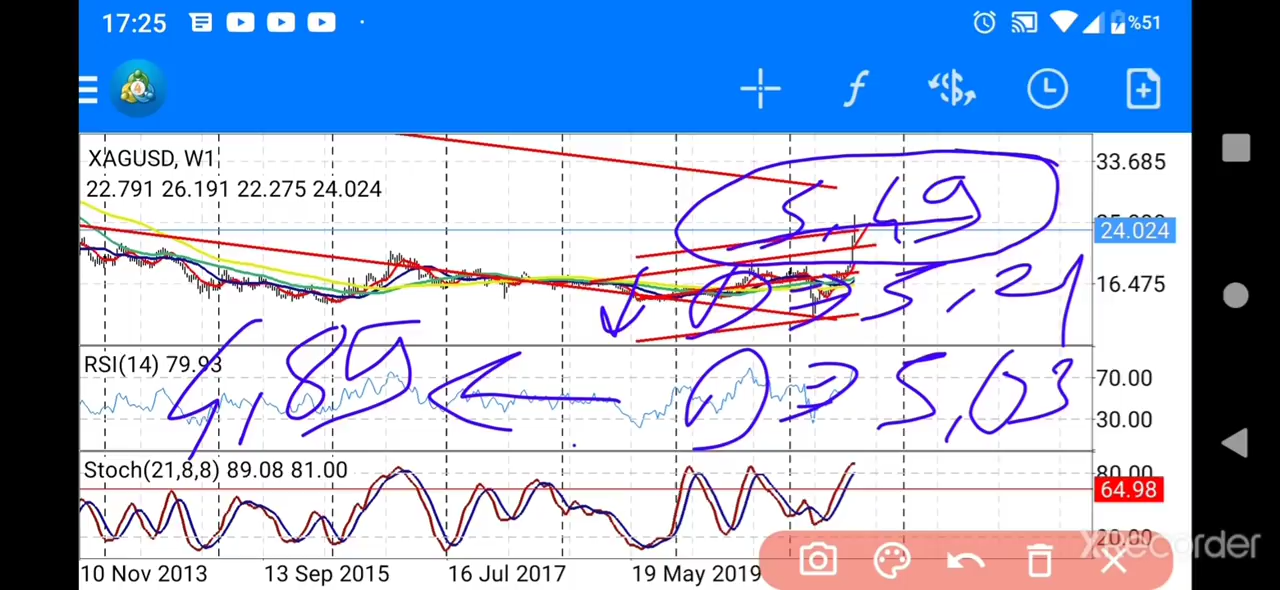 17:25 %51
XAGUSD, W1
22.791 26.191 22.275 24.024
33.685
24.024
16.475
5,49
5,21
RSI(14) 79.93
70.00
30.00
4,85
5,03
Stoch(21,8,8) 89.08 81.00
80.00
64.98
20.00
10 Nov 2013 13 Sep 2015 16 Jul 2017 19 May 2019
XRecorder